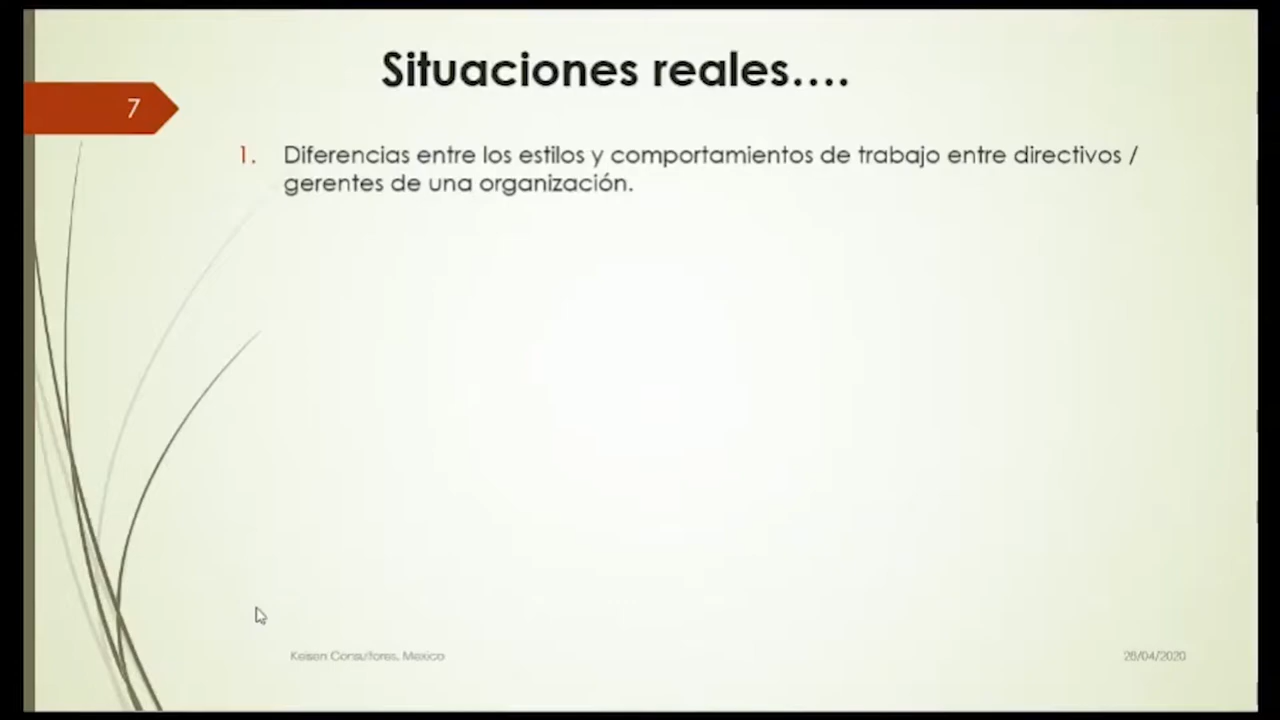 Situaciones reales....
7
1. Diferencias entre los estilos y comportamientos de trabajo entre directivos /
gerentes de una organización.
Keisen Consultores, Mexico
26/04/2020